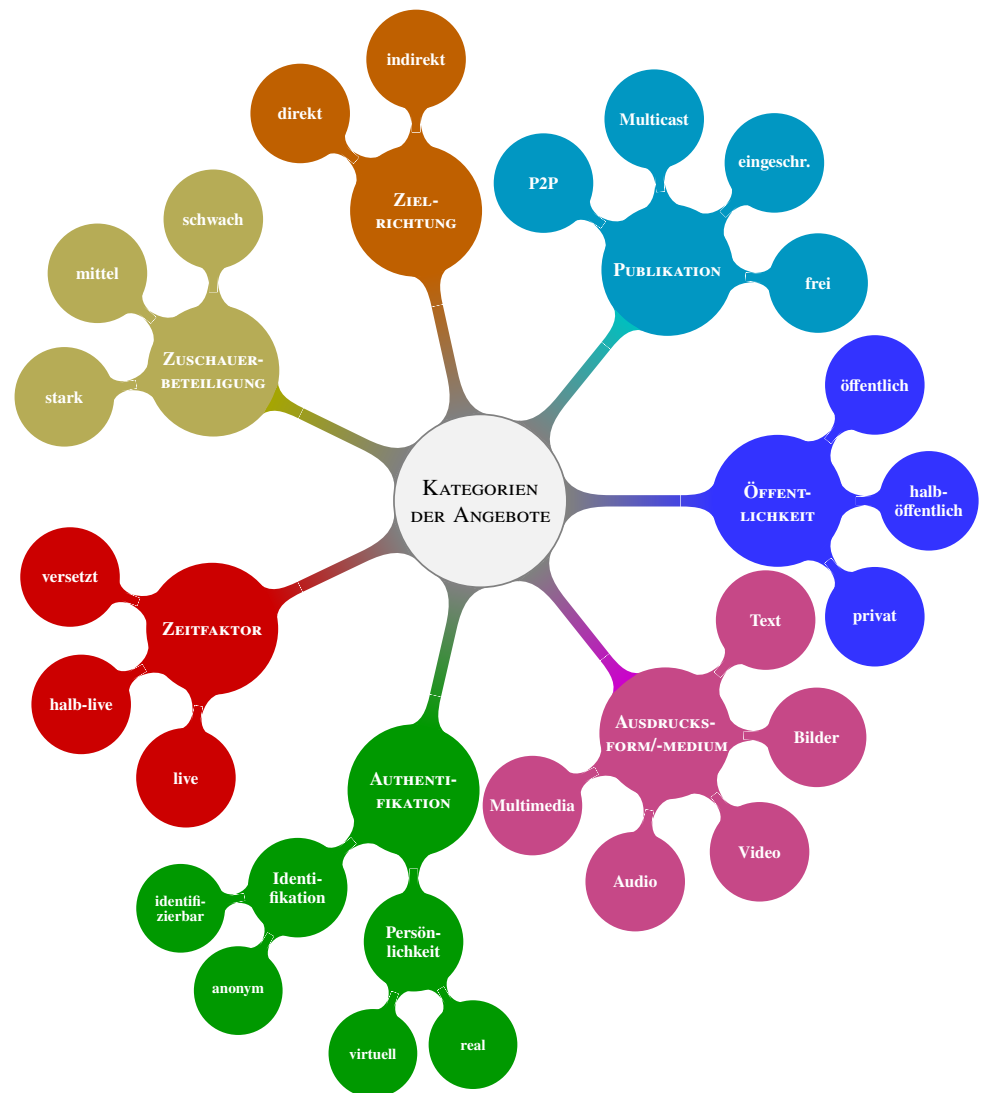 Kategorien
der Angebote
indirekt
direkt
Ziel-
richtung
Multicast
P2P
eingeschr.
Publikation
frei
öffentlich
Öffent-
lichkeit
halb-
öffentlich
privat
Text
Ausdrucks-
form/-medium
Bilder
Video
Audio
Multimedia
Authenti-
fikation
Identi-
fikation
identifi-
zierbar
anonym
Persön-
lichkeit
virtuell
real
Zeitfaktor
versetzt
halb-live
live
Zuschauer-
beteiligung
schwach
mittel
stark